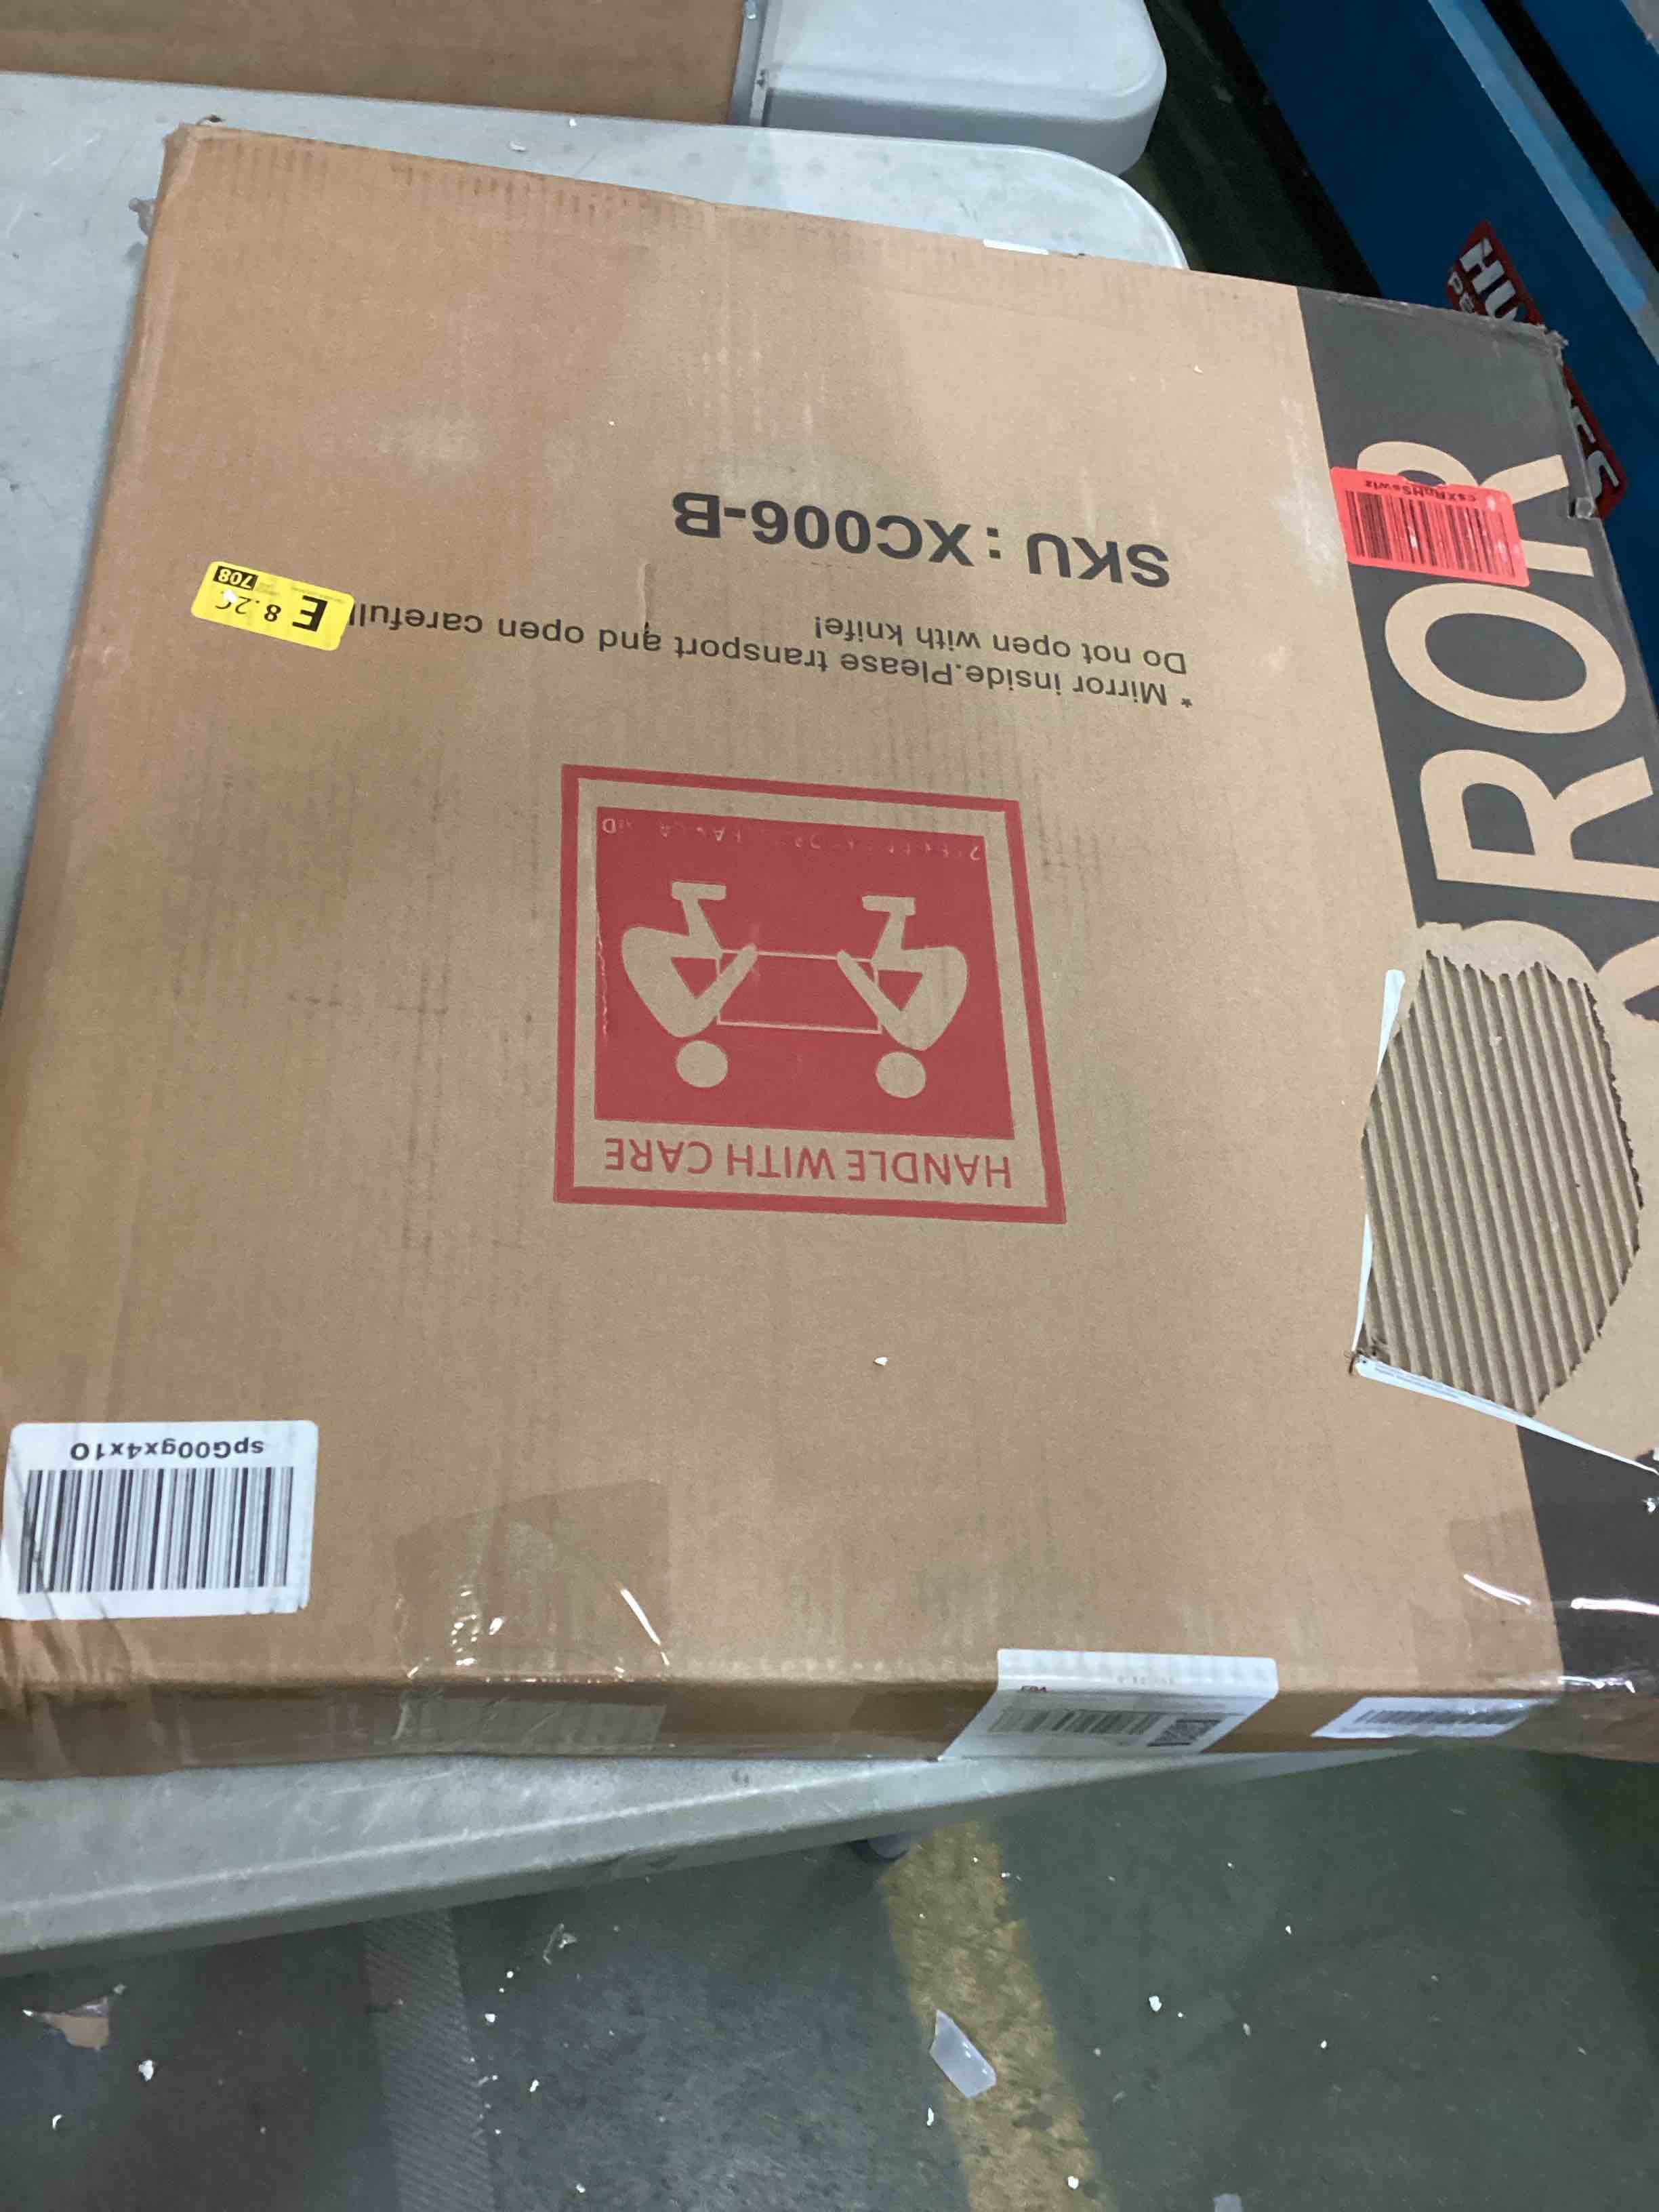 HANDLE WITH CARE
* Mirror inside.Please transport and open carefull
Do not open with knife!
SKU : XC006-B
E 8.2
708
csXRnHSswlz
spG00gx4x1O
ROR